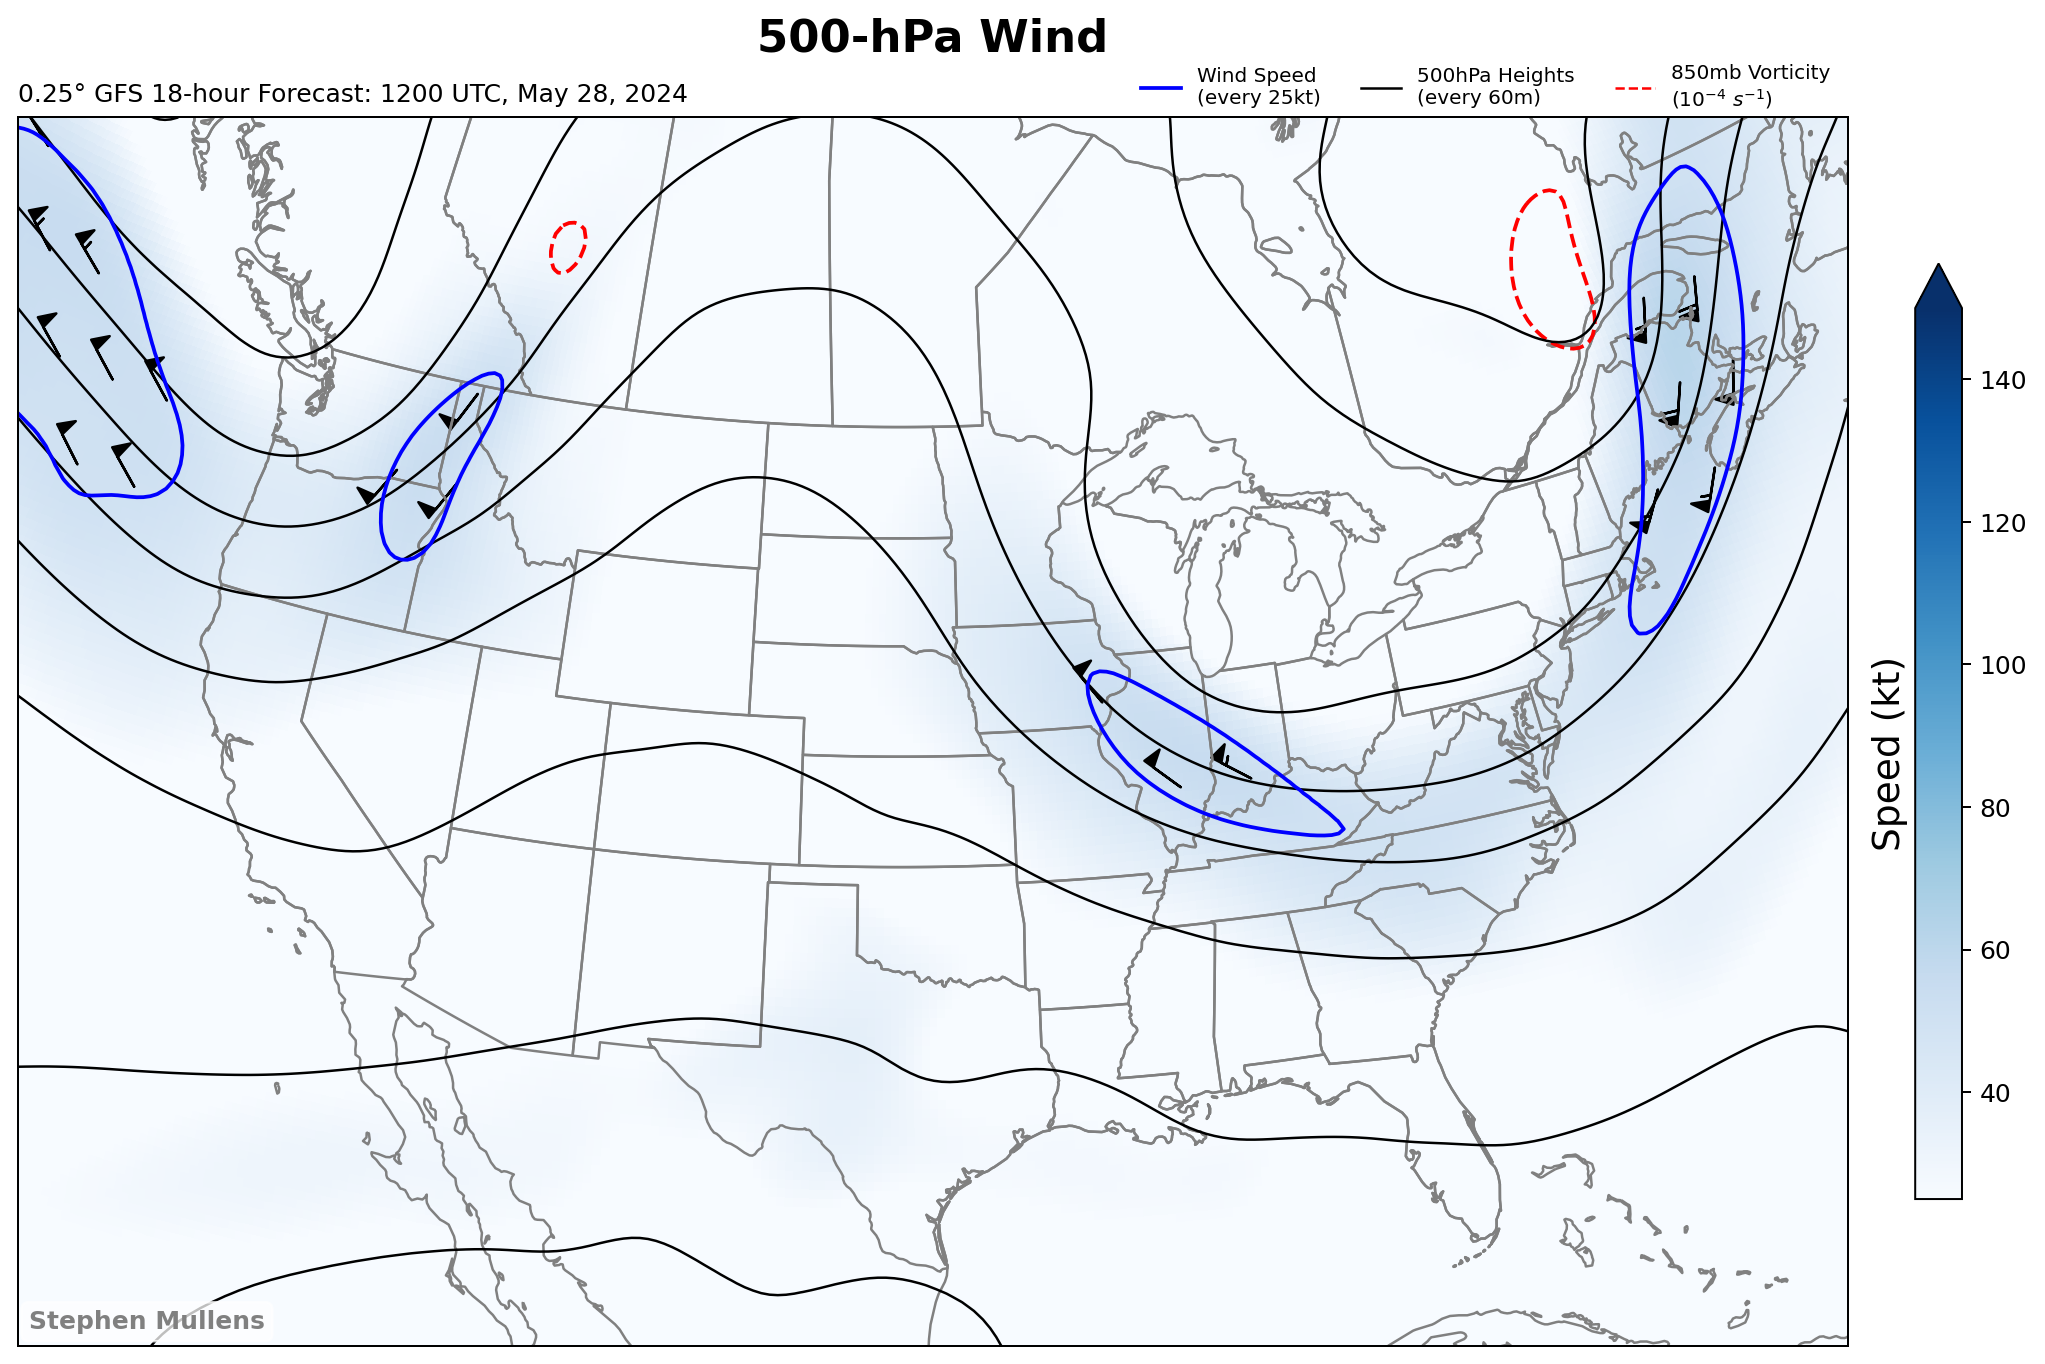 500-hPa Wind
0.25° GFS 18-hour Forecast: 1200 UTC, May 28, 2024
Wind Speed
(every 25kt)
500hPa Heights
(every 60m)
850mb Vorticity
(10⁻⁴ s⁻¹)
140
120
100
80
60
40
Speed (kt)
Stephen Mullens